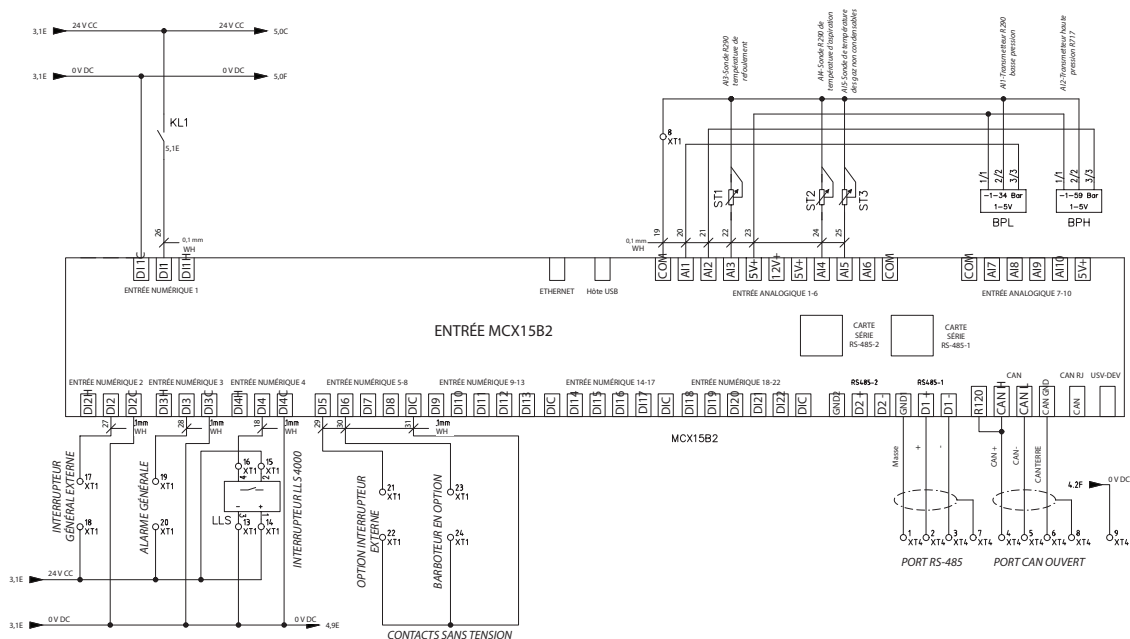 3,1E 24 V CC 24 V CC 5,0C
3,1E 0 V DC 0 V DC 5,0F
KL1
5,1E
26
0,1 mm
WH
AI3-Sonde R290
température de
refoulement
AI4-Sonde R290 de
température d'aspiration
AI5-Sonde de température
des gaz non condensables
AI1-Transmetteur R290
basse pression
AI2-Transmetteur haute
pression R717
8
XT1
ST1
ST2
ST3
1/1 2/2 3/3
-1-34 Bar
1-5V
BPL
1/1 2/2 3/3
-1-59 Bar
1-5V
BPH
0,1 mm
WH
19 20 21 22 23 24 25
DI1 DI1H
ENTRÉE NUMÉRIQUE 1
ETHERNET
Hôte USB
COM AI1 AI2 AI3 5V+ 12V+ 5V+ AI4 AI5 AI6 COM
ENTRÉE ANALOGIQUE 1-6
COM AI7 AI8 AI9 AI10 5V+
ENTRÉE ANALOGIQUE 7-10
ENTRÉE MCX15B2
CARTE
SÉRIE
RS-485-2
CARTE
SÉRIE
RS-485-1
ENTRÉE NUMÉRIQUE 2
ENTRÉE NUMÉRIQUE 3
ENTRÉE NUMÉRIQUE 4
ENTRÉE NUMÉRIQUE 5-8
ENTRÉE NUMÉRIQUE 9-13
ENTRÉE NUMÉRIQUE 14-17
ENTRÉE NUMÉRIQUE 18-22
RS485-2
RS485-1
CAN
CAN RJ
USV-DEV
DI2H DI2 DI2C
DI3H DI3 DI3C
DI4H DI4 DI4C
DI5 DI6 DI7 DI8 DIC
DI9 DI10 DI11 DI12 DI13 DIC
DI14 DI15 DI16 DI17 DIC
DI18 DI19 DI20 DI21 DI22 DIC
GND2 D2+ D2-
GND D1+ D1-
R120 CAN H CAN L CAN GND
CAN
MCX15B2
27
WH
28
WH
18
WH
29 30 31
WH
INTERRUPTEUR
GÉNÉRAL EXTERNE
17
XT1
18
XT1
ALARME GÉNÉRALE
19
XT1
20
XT1
16
XT1
15
XT1
4 2
- +
3 1
LLS
13
XT1
14
XT1
INTERRUPTEUR LLS 4000
OPTION INTERRUPTEUR
EXTERNE
21
XT1
22
XT1
BARBOTEUR EN OPTION
23
XT1
24
XT1
Masse + -
CAN + CAN- CAN TERRE
4.2F 0 V DC
1 XT4
2 XT4
3 XT4
7 XT4
4 XT4
5 XT4
6 XT4
8 XT4
9 XT4
PORT RS-485
PORT CAN OUVERT
3,1E 24 V CC
3,1E 0 V DC 0 V DC 4,9E
CONTACTS SANS TENSION